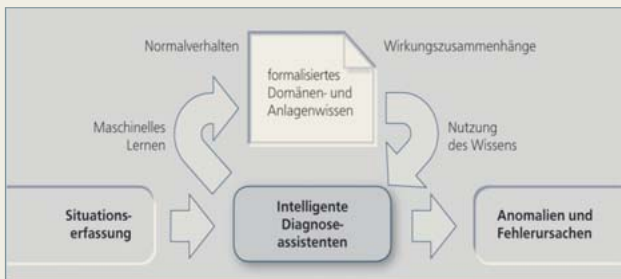 Normalverhalten
Wirkungszusammenhänge
formalisiertes
Domänen- und
Anlagenwissen
Maschinelles
Lernen
Nutzung
des Wissens
Situations-
erfassung
Intelligente
Diagnose-
assistenten
Anomalien und
Fehlerursachen